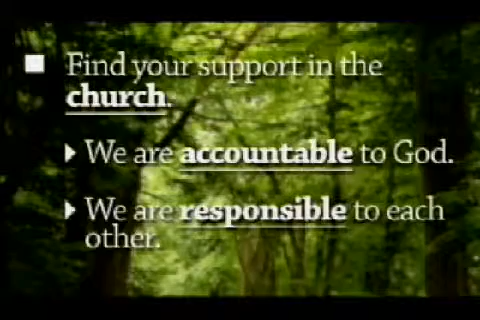 Find your support in the
church.
We are accountable to God.
We are responsible to each
other.